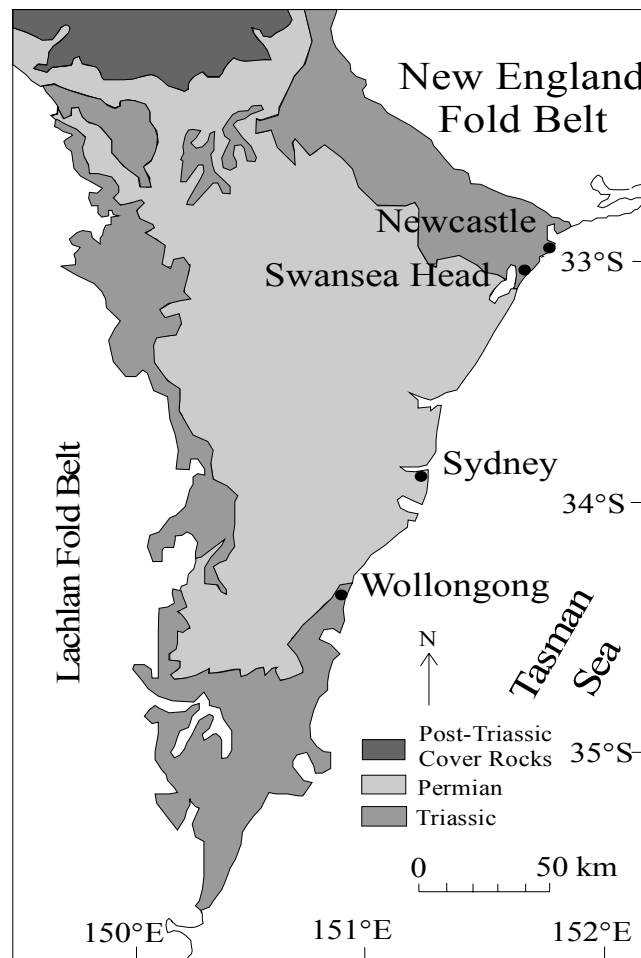 New England
Fold Belt
Newcastle
33°S
Swansea Head
Sydney
34°S
Lachlan Fold Belt
Wollongong
Tasman
Sea
N
Post-Triassic
Cover Rocks
35°S
Permian
Triassic
0 50 km
150°E 151°E 152°E